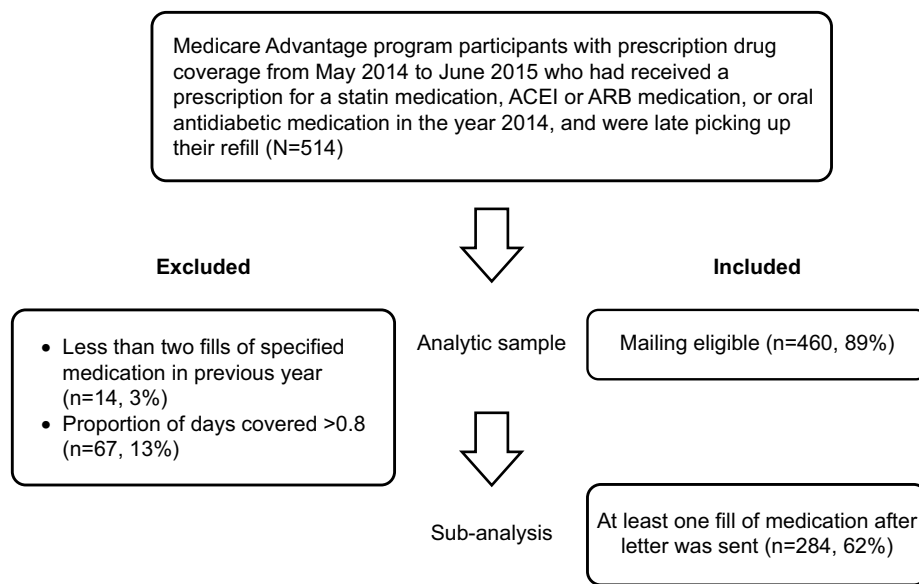 Medicare Advantage program participants with prescription drug
coverage from May 2014 to June 2015 who had received a
prescription for a statin medication, ACEI or ARB medication, or oral
antidiabetic medication in the year 2014, and were late picking up
their refill (N=514)
Excluded
Included
• Less than two fills of specified
medication in previous year
(n=14, 3%)
• Proportion of days covered >0.8
(n=67, 13%)
Analytic sample
Mailing eligible (n=460, 89%)
Sub-analysis
At least one fill of medication after
letter was sent (n=284, 62%)